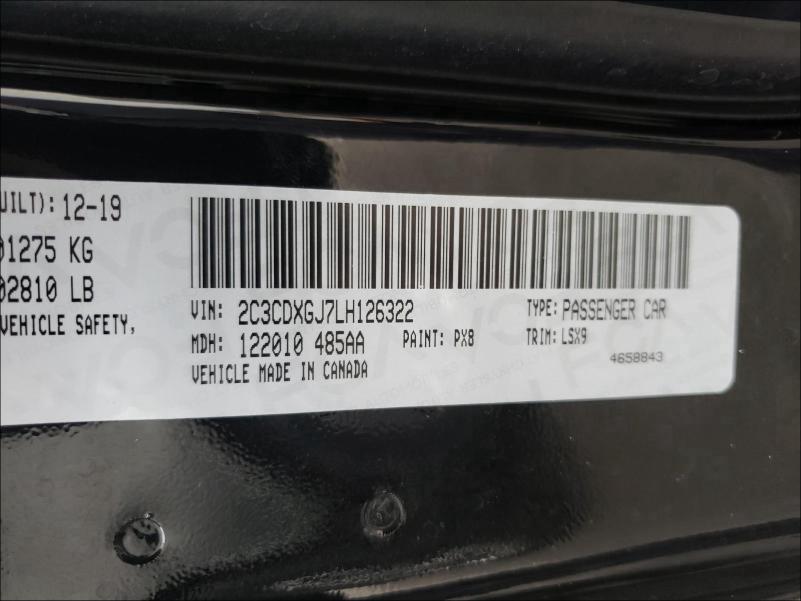 UILT): 12-19
01275 KG
02810 LB
VEHICLE SAFETY,
VIN: 2C3CDXGJ7LH126322 TYPE: PASSENGER CAR
MDH: 122010 485AA PAINT: PX8 TRIM: LSX9
VEHICLE MADE IN CANADA 4658843